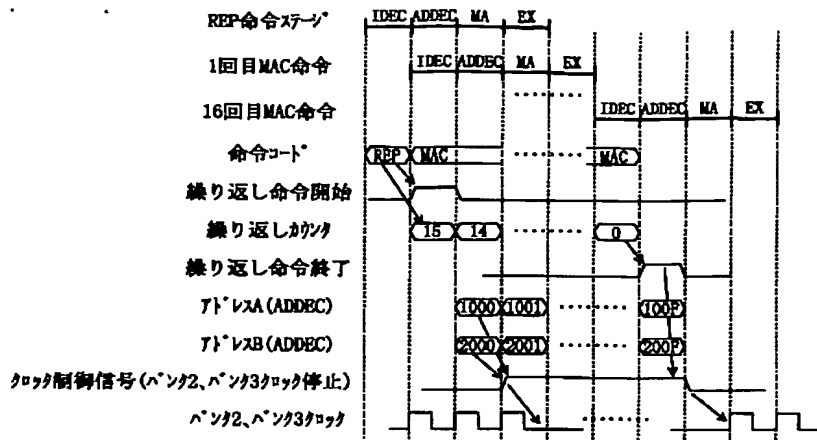 REP命令ステージ IDEC ADDEC MA EX
1回目MAC命令 IDEC ADDEC MA EX
16回目MAC命令 IDEC ADDEC MA EX
命令コード REP MAC MAC
繰り返し命令開始
繰り返しカウンタ 15 14 0
繰り返し命令終了
アドレスA(ADDEC) 1000 1001 100F
アドレスB(ADDEC) 2000 2001 200F
クロック制御信号(バンク2、バンク3クロック停止)
バンク2、バンク3クロック